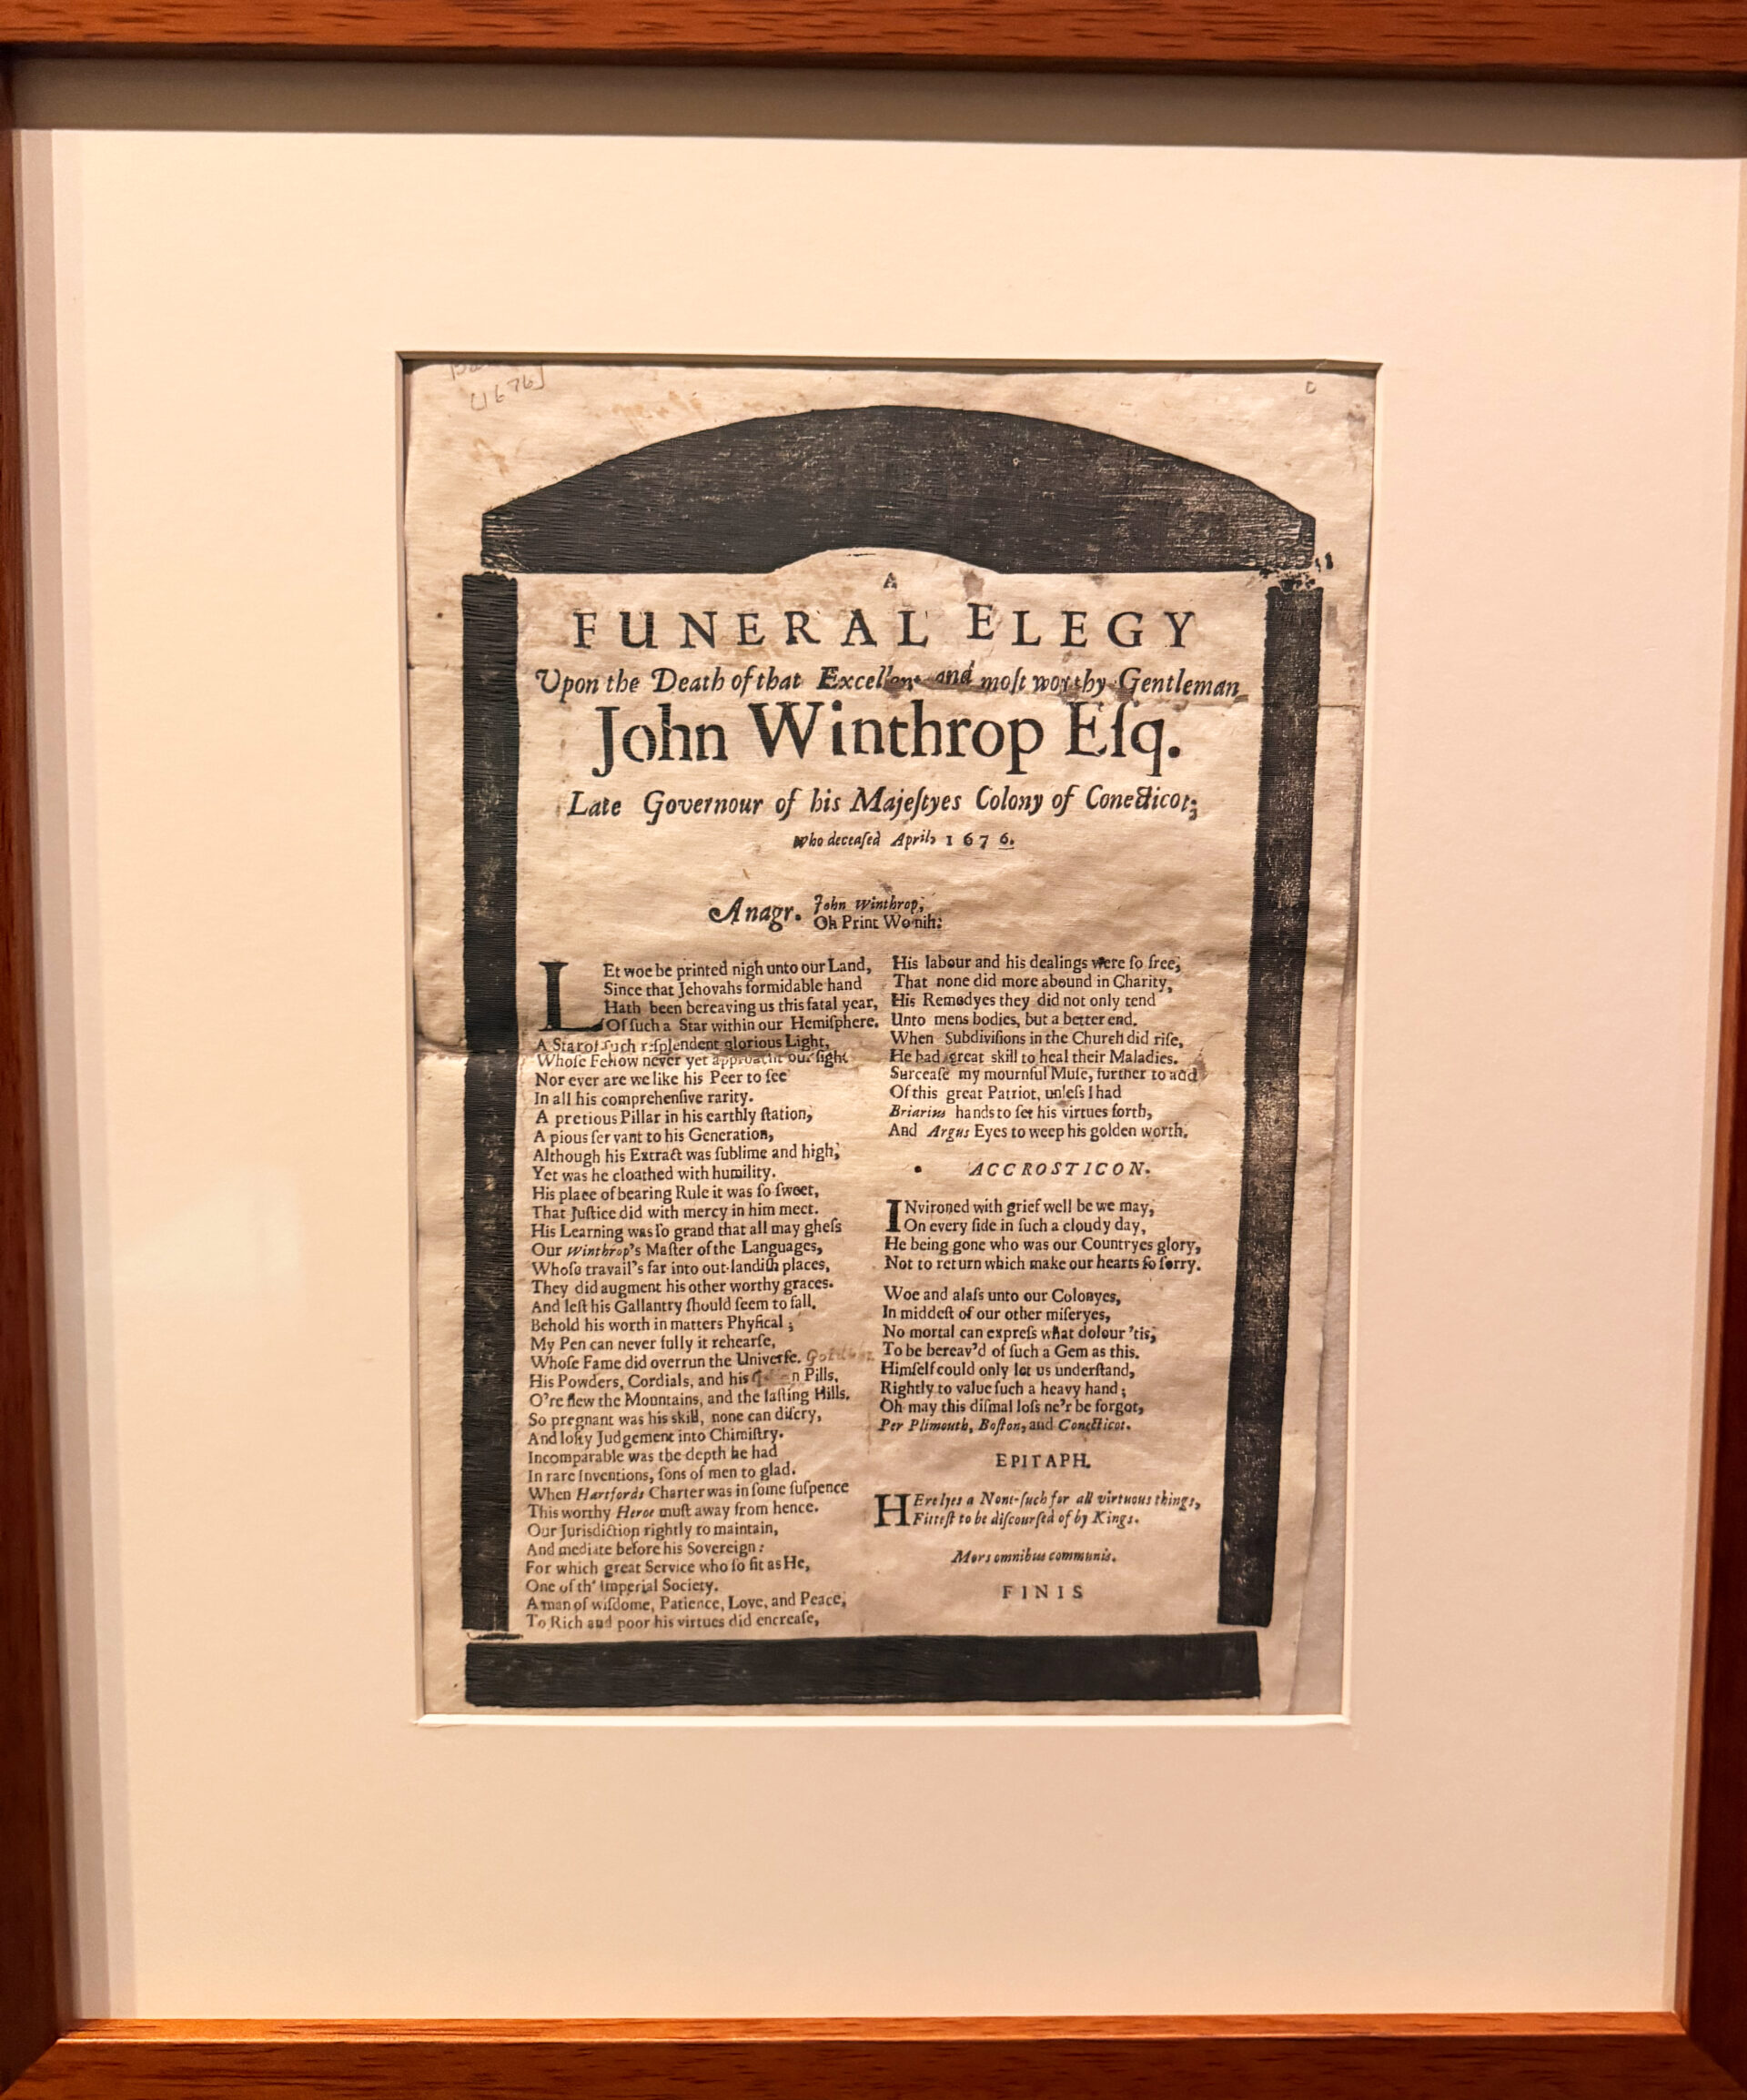 [1676]
A
FUNERAL ELEGY
Upon the Death of that Excellent and moſt worthy Gentleman
John Winthrop Eſq.
Late Governour of his Majeſtyes Colony of Conecticot;
who deceaſed April, 1676.
Anagr. John Winthrop,
Oh Print Wo nih:
LEt woe be printed nigh unto our Land,
Since that Jehovahs formidable hand
Hath been bereaving us this fatal year,
Of ſuch a Star within our Hemiſphere.
A Star of ſuch reſplendent glorious Light,
Whoſe Fellow never yet approacht our ſight
Nor ever are we like his Peer to ſee
In all his comprehenſive rarity.
A pretious Pillar in his earthly ſtation,
A pious ſervant to his Generation,
Although his Extract was ſublime and high,
Yet was he cloathed with humility.
His place of bearing Rule it was ſo ſweet,
That Juſtice did with mercy in him meet.
His Learning was ſo grand that all may gheſs
Our Winthrop's Maſter of the Languages,
Whoſe travail's far into out-landiſh places,
They did augment his other worthy graces.
And leſt his Gallantry ſhould ſeem to fall,
Behold his worth in matters Phyſical;
My Pen can never fully it rehearſe,
Whoſe Fame did overrun the Univerſe.
His Powders, Cordials, and his Pills,
O're flew the Mountains, and the laſting Hills.
So pregnant was his skill, none can diſcry,
And lofty Judgement into Chimiſtry.
Incomparable was the depth he had
In rare Inventions, ſons of men to glad.
When Hartfords Charter was in ſome ſuſpence
This worthy Heroe muſt away from hence.
Our Jurisdiction rightly to maintain,
And mediate before his Sovereign:
For which great Service who ſo fit as He,
One of th' Imperial Society.
A man of wiſdome, Patience, Love, and Peace,
To Rich and poor his virtues did encreaſe,
His labour and his dealings were ſo free,
That none did more abound in Charity,
His Remedyes they did not only tend
Unto mens bodies, but a better end.
When Subdiviſions in the Church did riſe,
He had great skill to heal their Maladies.
Surceaſe my mournful Muſe, further to add
Of this great Patriot, unleſs I had
Briarius hands to ſet his virtues forth,
And Argus Eyes to weep his golden worth.
ACCROSTICON.
INvironed with grief well be we may,
On every ſide in ſuch a cloudy day,
He being gone who was our Countryes glory,
Not to return which make our hearts ſo ſorry.
Woe and alaſs unto our Colonyes,
In middeſt of our other miſeryes,
No mortal can expreſs what dolour 'tis,
To be bereav'd of ſuch a Gem as this.
Himſelf could only let us underſtand,
Rightly to value ſuch a heavy hand;
Oh may this diſmal loſs ne'r be forgot,
Per Plimouth, Boſton, and Conecticot.
EPITAPH.
HEre lyes a None-ſuch for all virtuous things,
Fitteſt to be diſcourſed of by Kings.
Mors omnibus communis.
FINIS